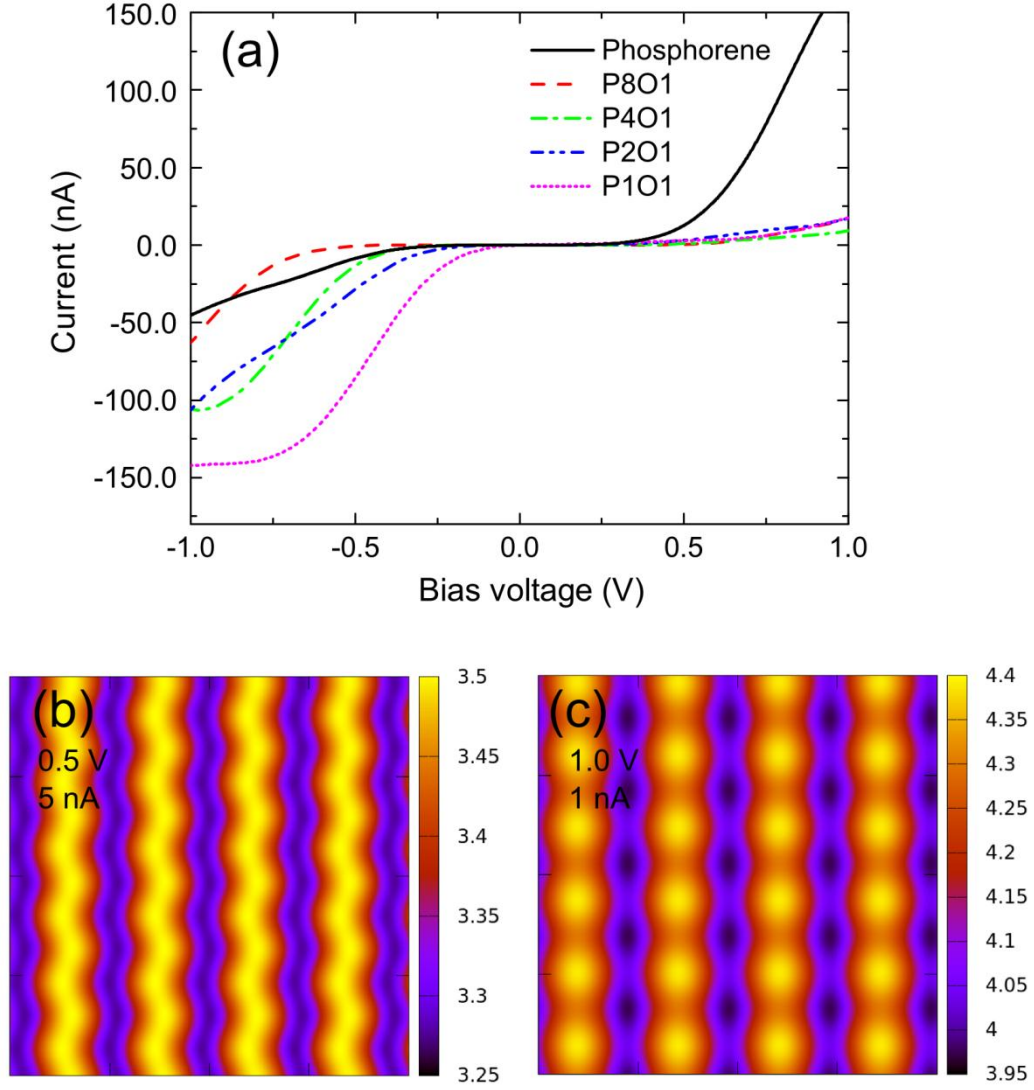 150.0
100.0
50.0
0.0
-50.0
-100.0
-150.0
Current (nA)
(a)
Phosphorene
P8O1
P4O1
P2O1
P1O1
-1.0 -0.5 0.0 0.5 1.0
Bias voltage (V)
(b)
0.5 V
5 nA
3.5
3.45
3.4
3.35
3.3
3.25
(c)
1.0 V
1 nA
4.4
4.35
4.3
4.25
4.2
4.15
4.1
4.05
4
3.95